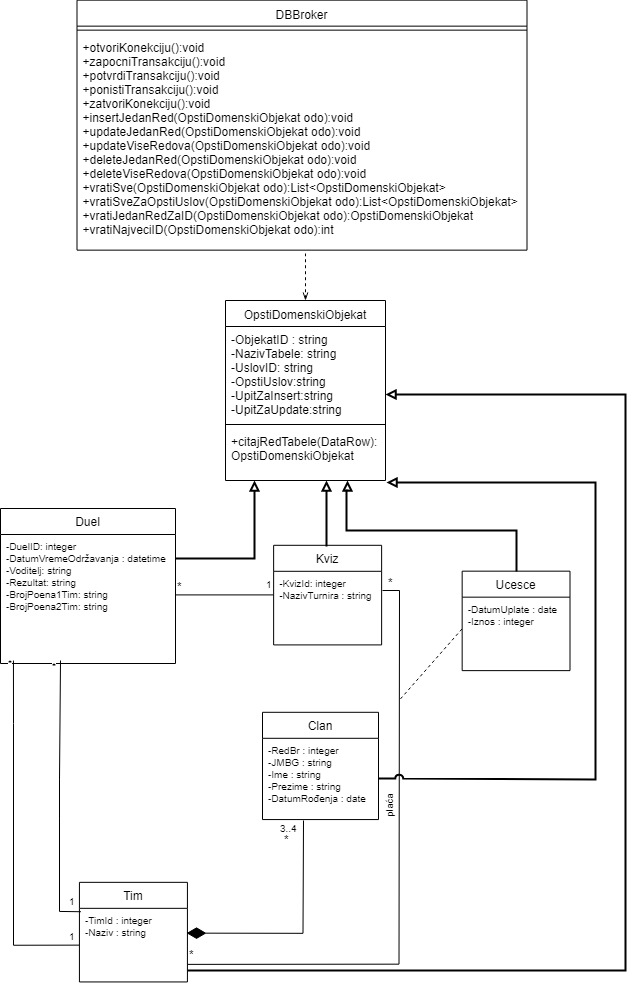 DBBroker
+otvoriKonekciju():void
+zapocniTransakciju():void
+potvrdiTransakciju():void
+ponistiTransakciju():void
+zatvoriKonekciju():void
+insertJedanRed(OpstiDomenskiObjekat odo):void
+updateJedanRed(OpstiDomenskiObjekat odo):void
+updateViseRedova(OpstiDomenskiObjekat odo):void
+deleteJedanRed(OpstiDomenskiObjekat odo):void
+deleteViseRedova(OpstiDomenskiObjekat odo):void
+vratiSve(OpstiDomenskiObjekat odo):List<OpstiDomenskiObjekat>
+vratiSveZaOpstiUslov(OpstiDomenskiObjekat odo):List<OpstiDomenskiObjekat>
+vratiJedanRedZaID(OpstiDomenskiObjekat odo):OpstiDomenskiObjekat
+vratiNajveciID(OpstiDomenskiObjekat odo):int
OpstiDomenskiObjekat
-ObjekatID : string
-NazivTabele: string
-UslovID: string
-OpstiUslov:string
-UpitZaInsert:string
-UpitZaUpdate:string
+citajRedTabele(DataRow):
OpstiDomenskiObjekat
Duel
-DuelID: integer
-DatumVremeOdržavanja : datetime
-Voditelj: string
-Rezultat: string
-BrojPoena1Tim: string
-BrojPoena2Tim: string
*
1
Kviz
-KvizId: integer
-NazivTurnira : string
*
Ucesce
-DatumUplate : date
-Iznos : integer
*
*
Clan
-RedBr : integer
-JMBG : string
-Ime : string
-Prezime : string
-DatumRođenja : date
plaća
3..4
*
Tim
-TimId : integer
-Naziv : string
1
1
*